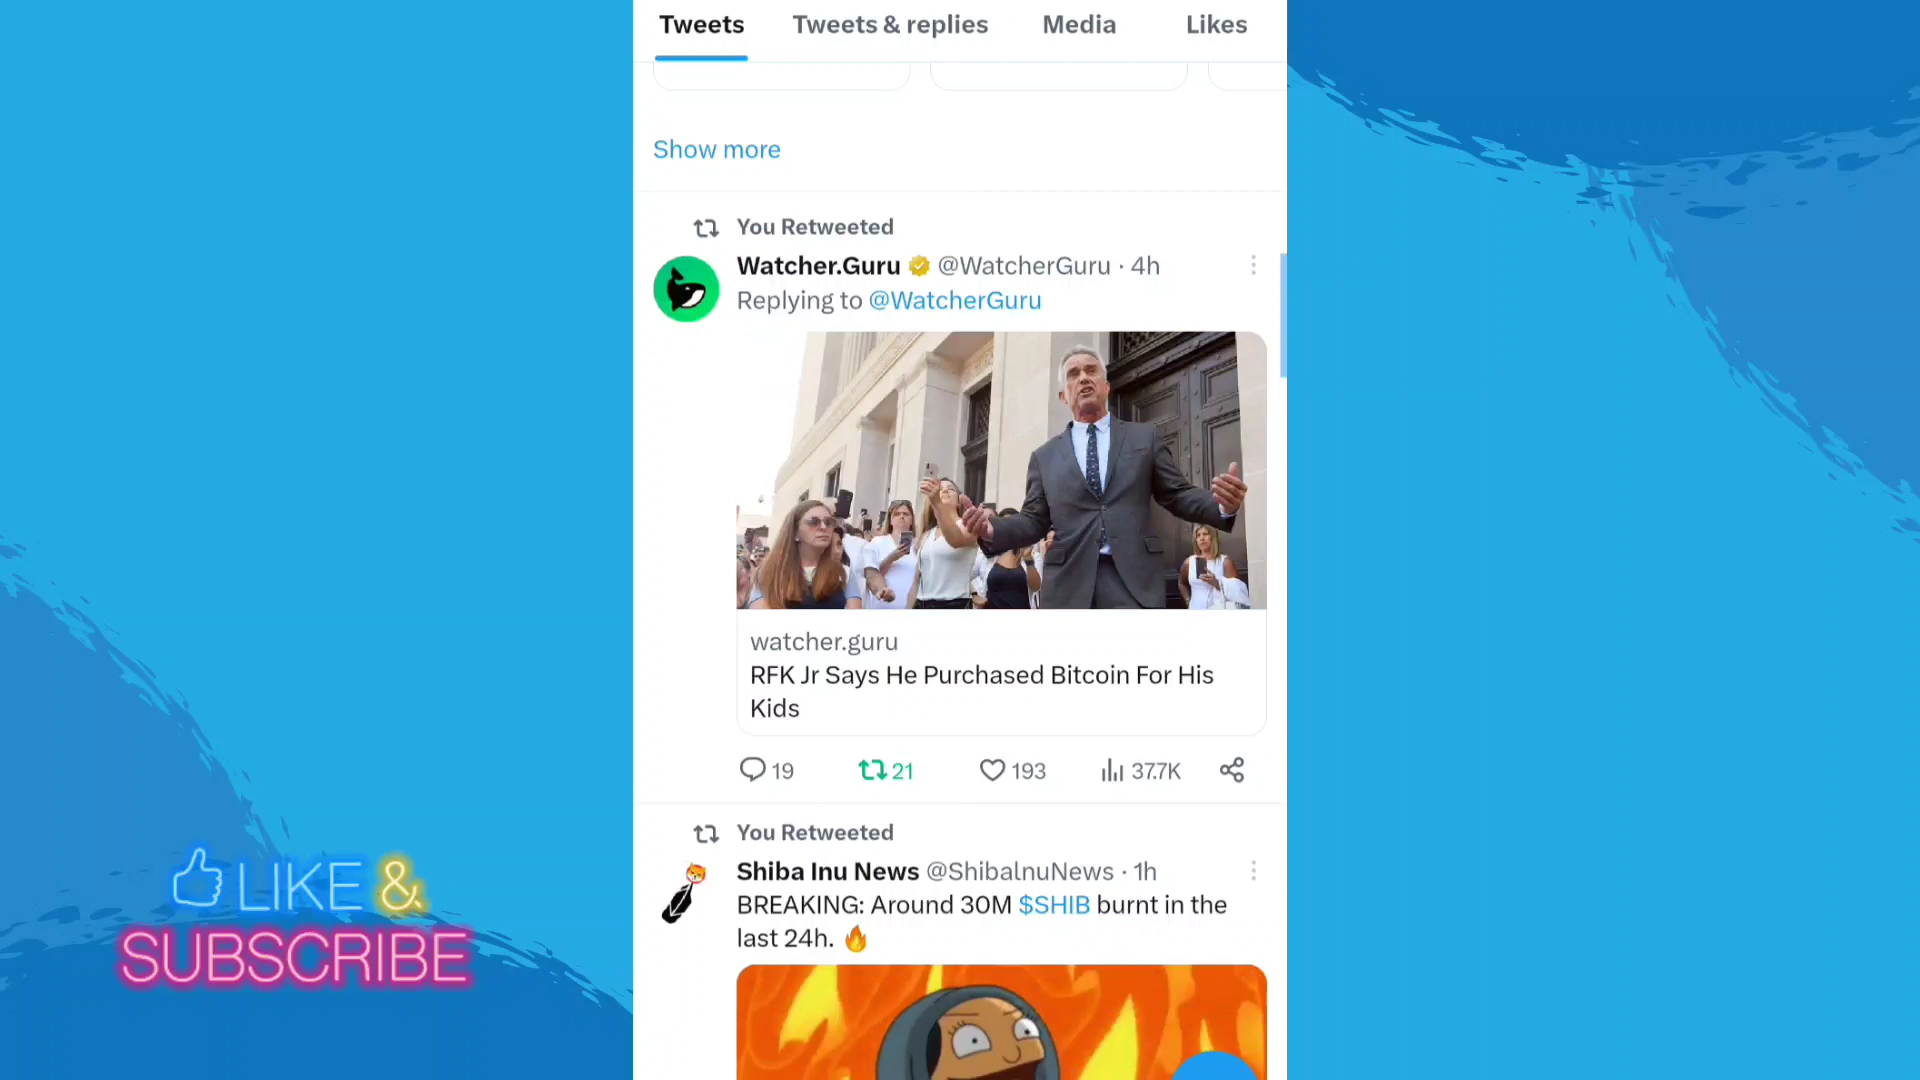 Tweets Tweets & replies Media Likes
Show more
You Retweeted
Watcher.Guru @WatcherGuru · 4h
Replying to @WatcherGuru
watcher.guru
RFK Jr Says He Purchased Bitcoin For His
Kids
19 21 193 37.7K
You Retweeted
Shiba Inu News @ShibaInuNews · 1h
BREAKING: Around 30M $SHIB burnt in the
last 24h. 🔥
LIKE &
SUBSCRIBE